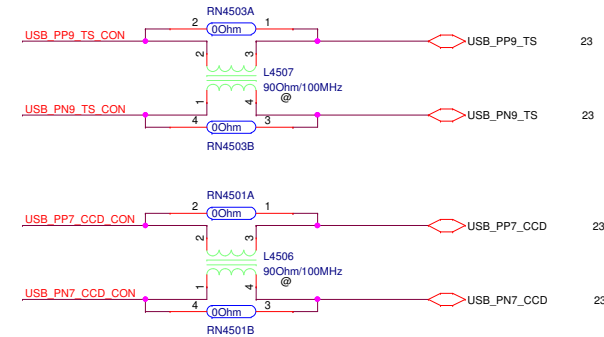 RN4503A
2 0Ohm 1
USB_PP9_TS_CON USB_PP9_TS 23
2 3
L4507
90Ohm/100MHz
@
1 4
USB_PN9_TS_CON USB_PN9_TS 23
4 0Ohm 3
RN4503B
RN4501A
2 0Ohm 1
USB_PP7_CCD_CON USB_PP7_CCD 23
2 3
L4506
90Ohm/100MHz
@
1 4
USB_PN7_CCD_CON USB_PN7_CCD 23
4 0Ohm 3
RN4501B